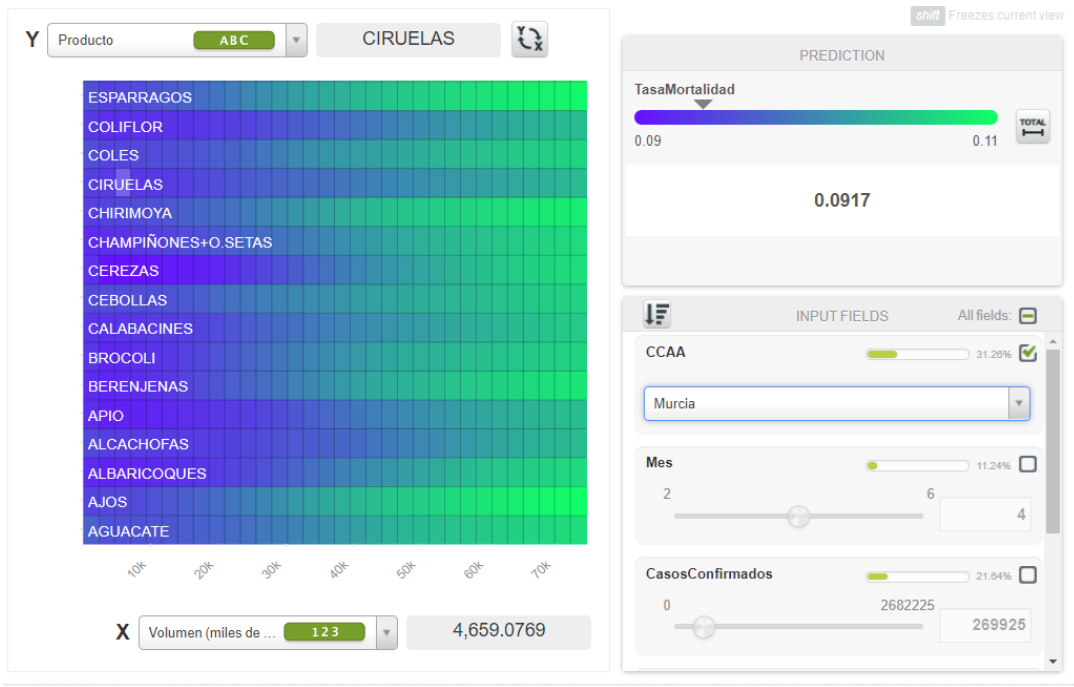 shift Freezes current view
Y Producto ABC CIRUELAS
ESPARRAGOS
COLIFLOR
COLES
CIRUELAS
CHIRIMOYA
CHAMPIÑONES+O.SETAS
CEREZAS
CEBOLLAS
CALABACINES
BROCOLI
BERENJENAS
APIO
ALCACHOFAS
ALBARICOQUES
AJOS
AGUACATE
10k 20k 30k 40k 50k 60k 70k
X Volumen (miles de ... 123 4,659.0769
PREDICTION
TasaMortalidad
TOTAL
0.09 0.11
0.0917
INPUT FIELDS All fields:
CCAA 31.26%
Murcia
Mes 11.24%
2 6
4
CasosConfirmados 21.64%
0 2682225
269925